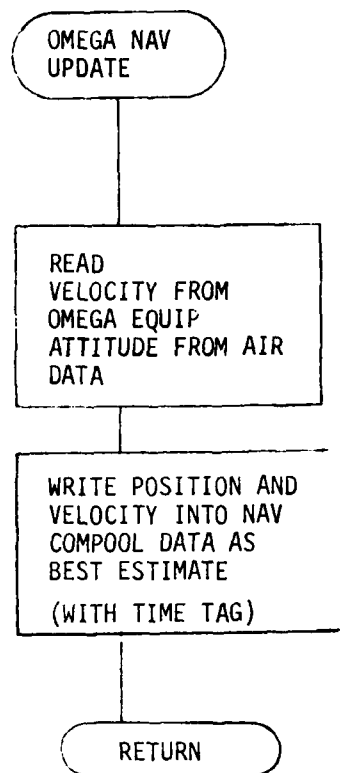 OMEGA NAV
UPDATE
READ
VELOCITY FROM
OMEGA EQUIP
ATTITUDE FROM AIR
DATA
WRITE POSITION AND
VELOCITY INTO NAV
COMPOOL DATA AS
BEST ESTIMATE
(WITH TIME TAG)
RETURN